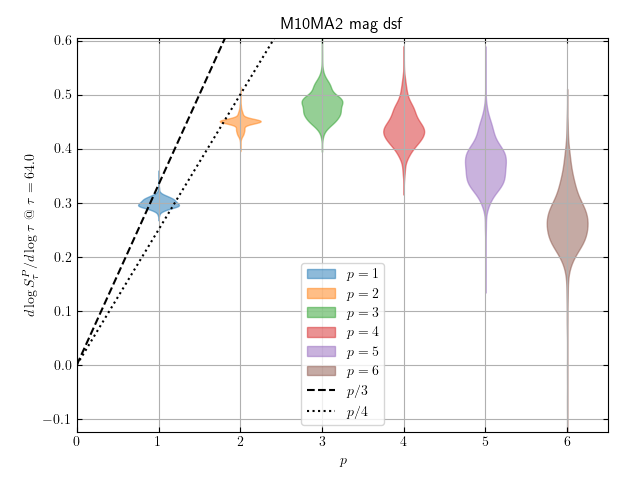 M10MA2 mag dsf
d log S_τ^P / d log τ @ τ = 64.0
0.6
0.5
0.4
0.3
0.2
0.1
0.0
−0.1
0 1 2 3 4 5 6
p
p = 1
p = 2
p = 3
p = 4
p = 5
p = 6
p/3
p/4